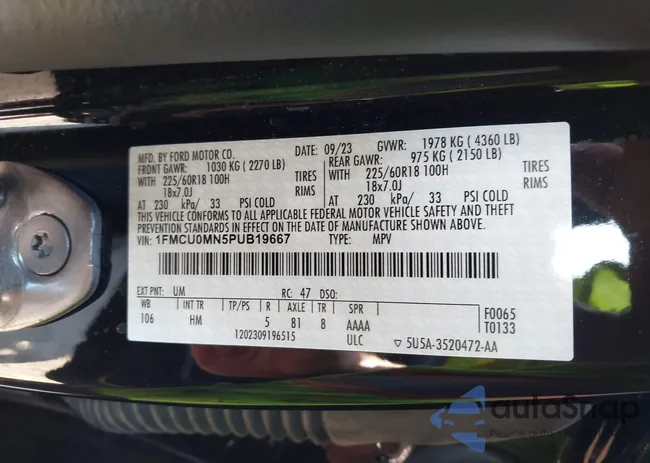 MFD. BY FORD MOTOR CO. DATE: 09/23 GVWR: 1978 KG ( 4360 LB)
FRONT GAWR: 1030 KG ( 2270 LB) REAR GAWR: 975 KG ( 2150 LB)
WITH 225/60R18 100H TIRES WITH 225/60R18 100H TIRES
18x7.0J RIMS 18x7.0J RIMS
AT 230 kPa/ 33 PSI COLD AT 230 kPa/ 33 PSI COLD
THIS VEHICLE CONFORMS TO ALL APPLICABLE FEDERAL MOTOR VEHICLE SAFETY AND THEFT
PREVENTION STANDARDS IN EFFECT ON THE DATE OF MANUFACTURE SHOWN ABOVE.
VIN: 1FMCU0MN5PUB19667 TYPE: MPV
EXT PNT: UM RC: 47 DSO:
WB INT TR TP/PS R AXLE TR SPR F0065
106 HM 5 81 8 AAAA T0133
1202309196515 ULC ▽ 5U5A-3520472-AA
autoSnap
Pewne auto